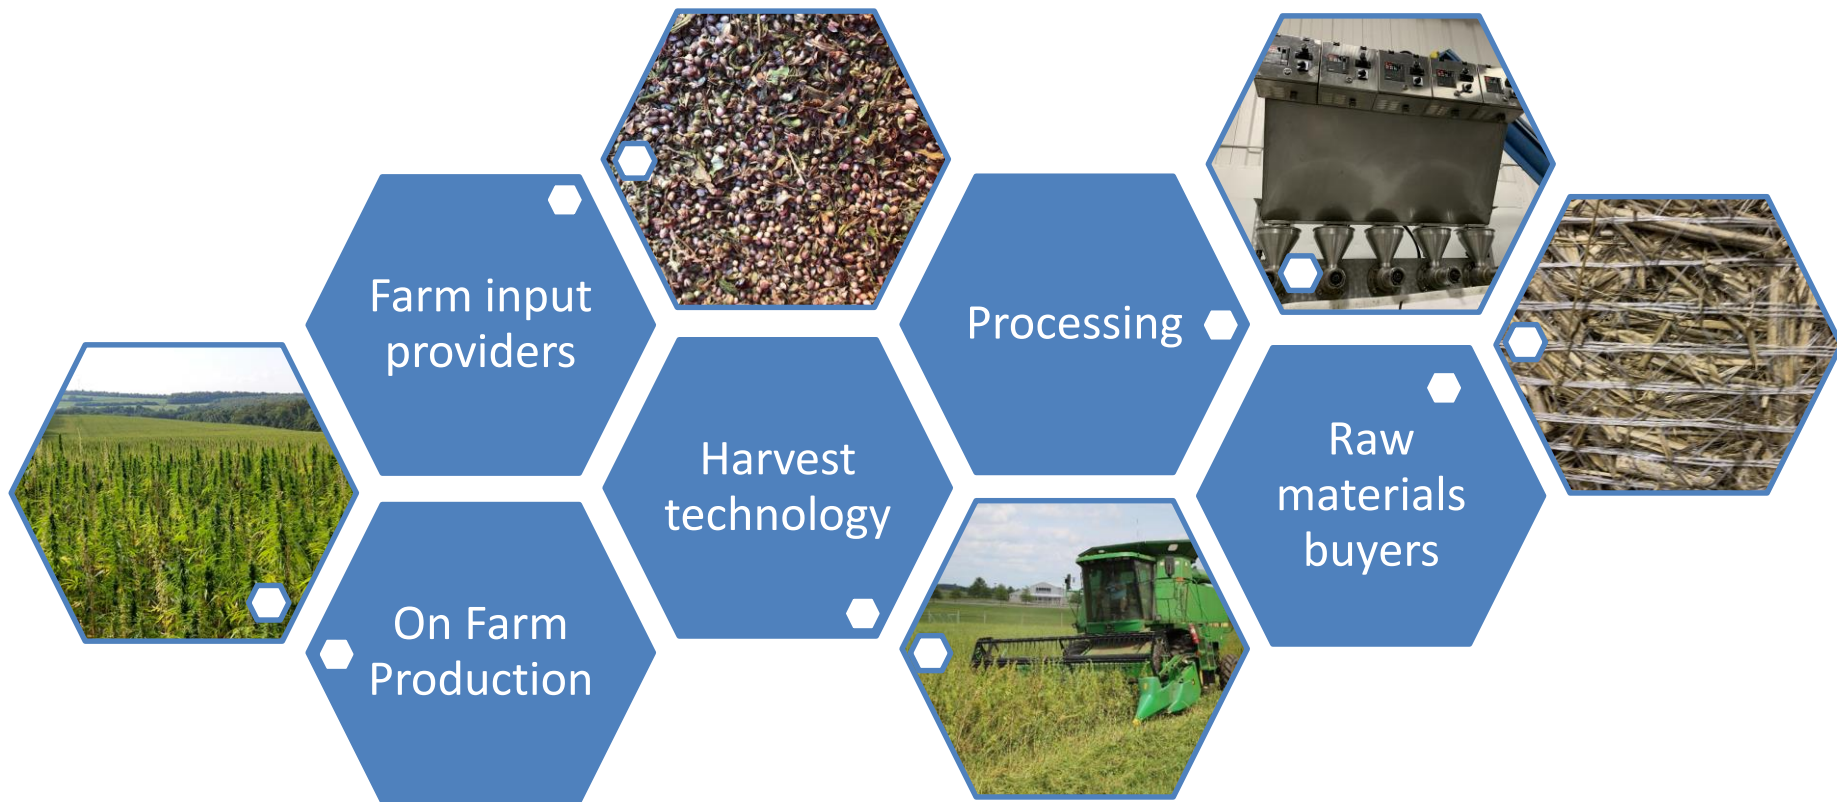 Farm input
providers
On Farm
Production
Harvest
technology
Processing
Raw
materials
buyers